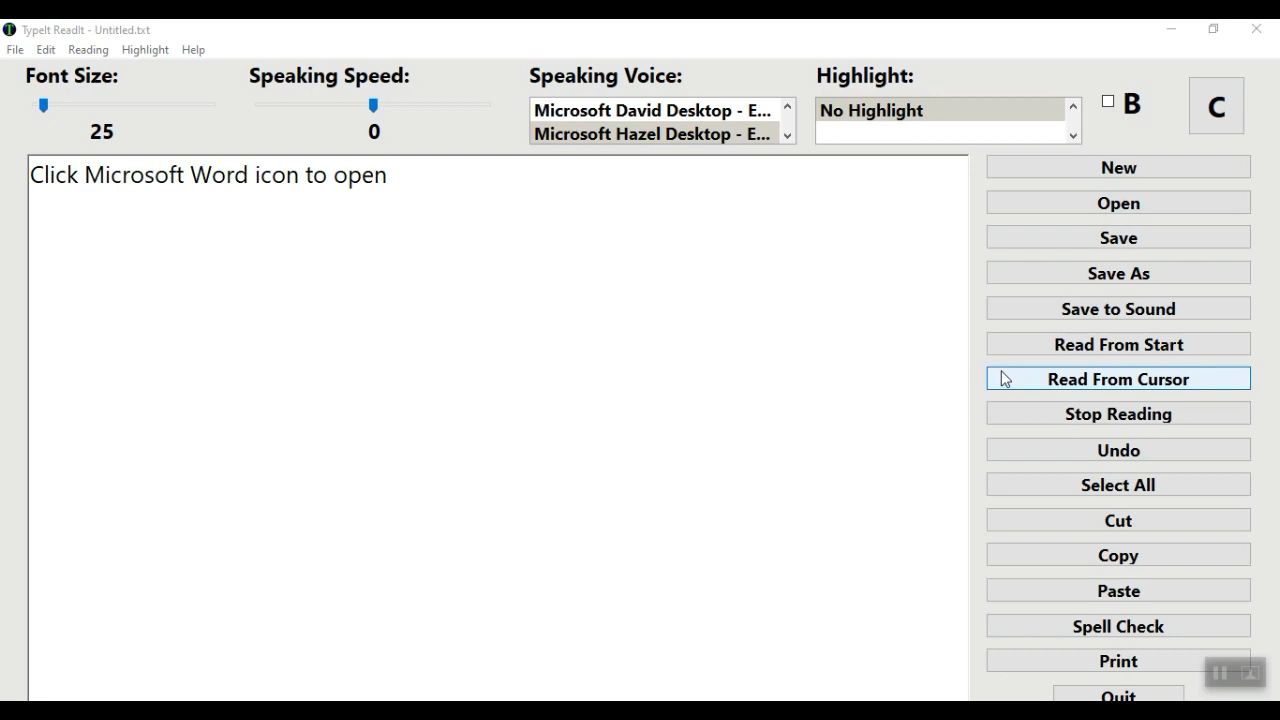 TypeIt ReadIt - Untitled.txt
File Edit Reading Highlight Help
Font Size: Speaking Speed: Speaking Voice: Highlight:
Microsoft David Desktop - E... No Highlight B C
25 0 Microsoft Hazel Desktop - E...
Click Microsoft Word icon to open
New
Open
Save
Save As
Save to Sound
Read From Start
Read From Cursor
Stop Reading
Undo
Select All
Cut
Copy
Paste
Spell Check
Print
Quit